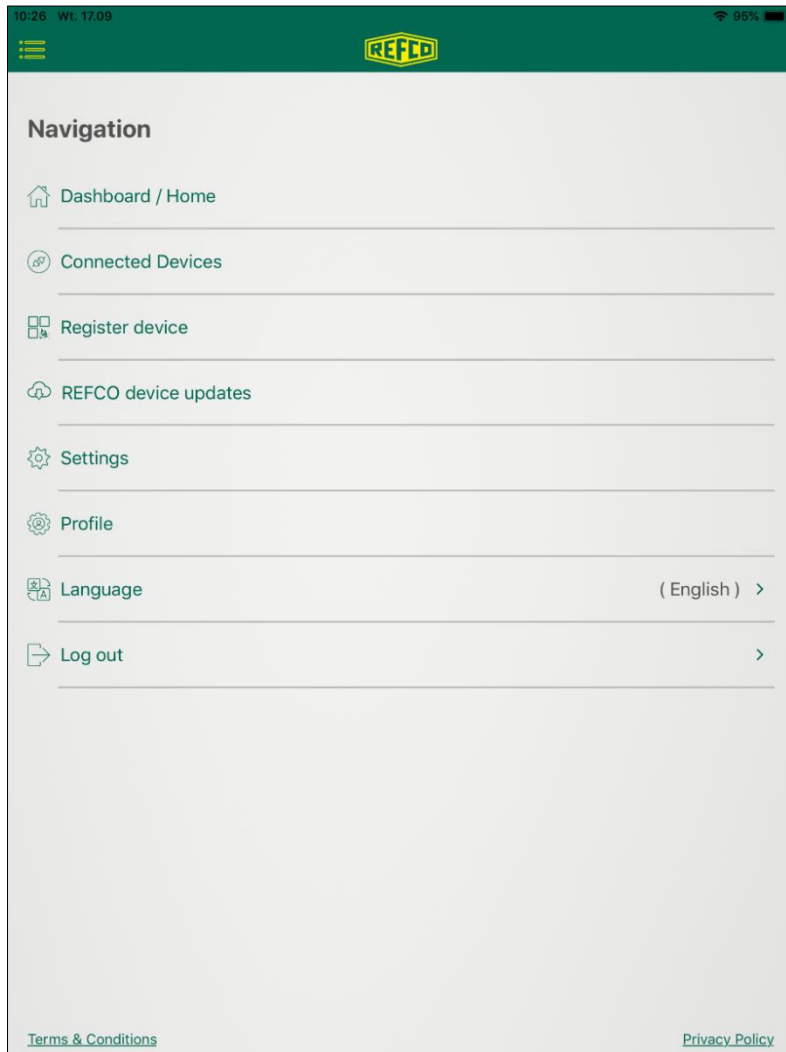 10:26 Wt. 17.09 95%
REFCO
Navigation
Dashboard / Home
Connected Devices
Register device
REFCO device updates
Settings
Profile
Language ( English ) >
Log out >
Terms & Conditions Privacy Policy